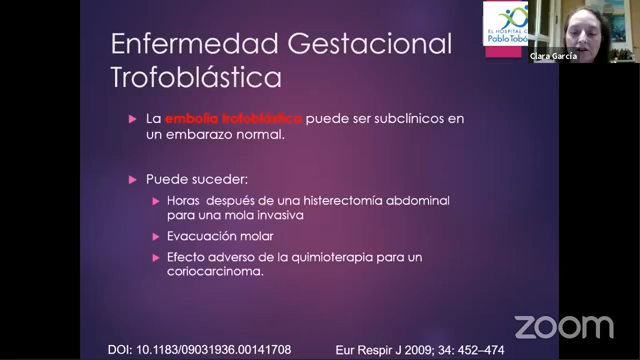 Enfermedad Gestacional
Trofoblástica
EL HOSPITAL C
Pablo Tobó
Clara García
La embolia trofoblástica puede ser subclínicos en
un embarazo normal.
Puede suceder:
Horas después de una histerectomía abdominal
para una mola invasiva
Evacuación molar
Efecto adverso de la quimioterapia para un
coriocarcinoma.
DOI: 10.1183/09031936.00141708
Eur Respir J 2009; 34: 452–474
zoom